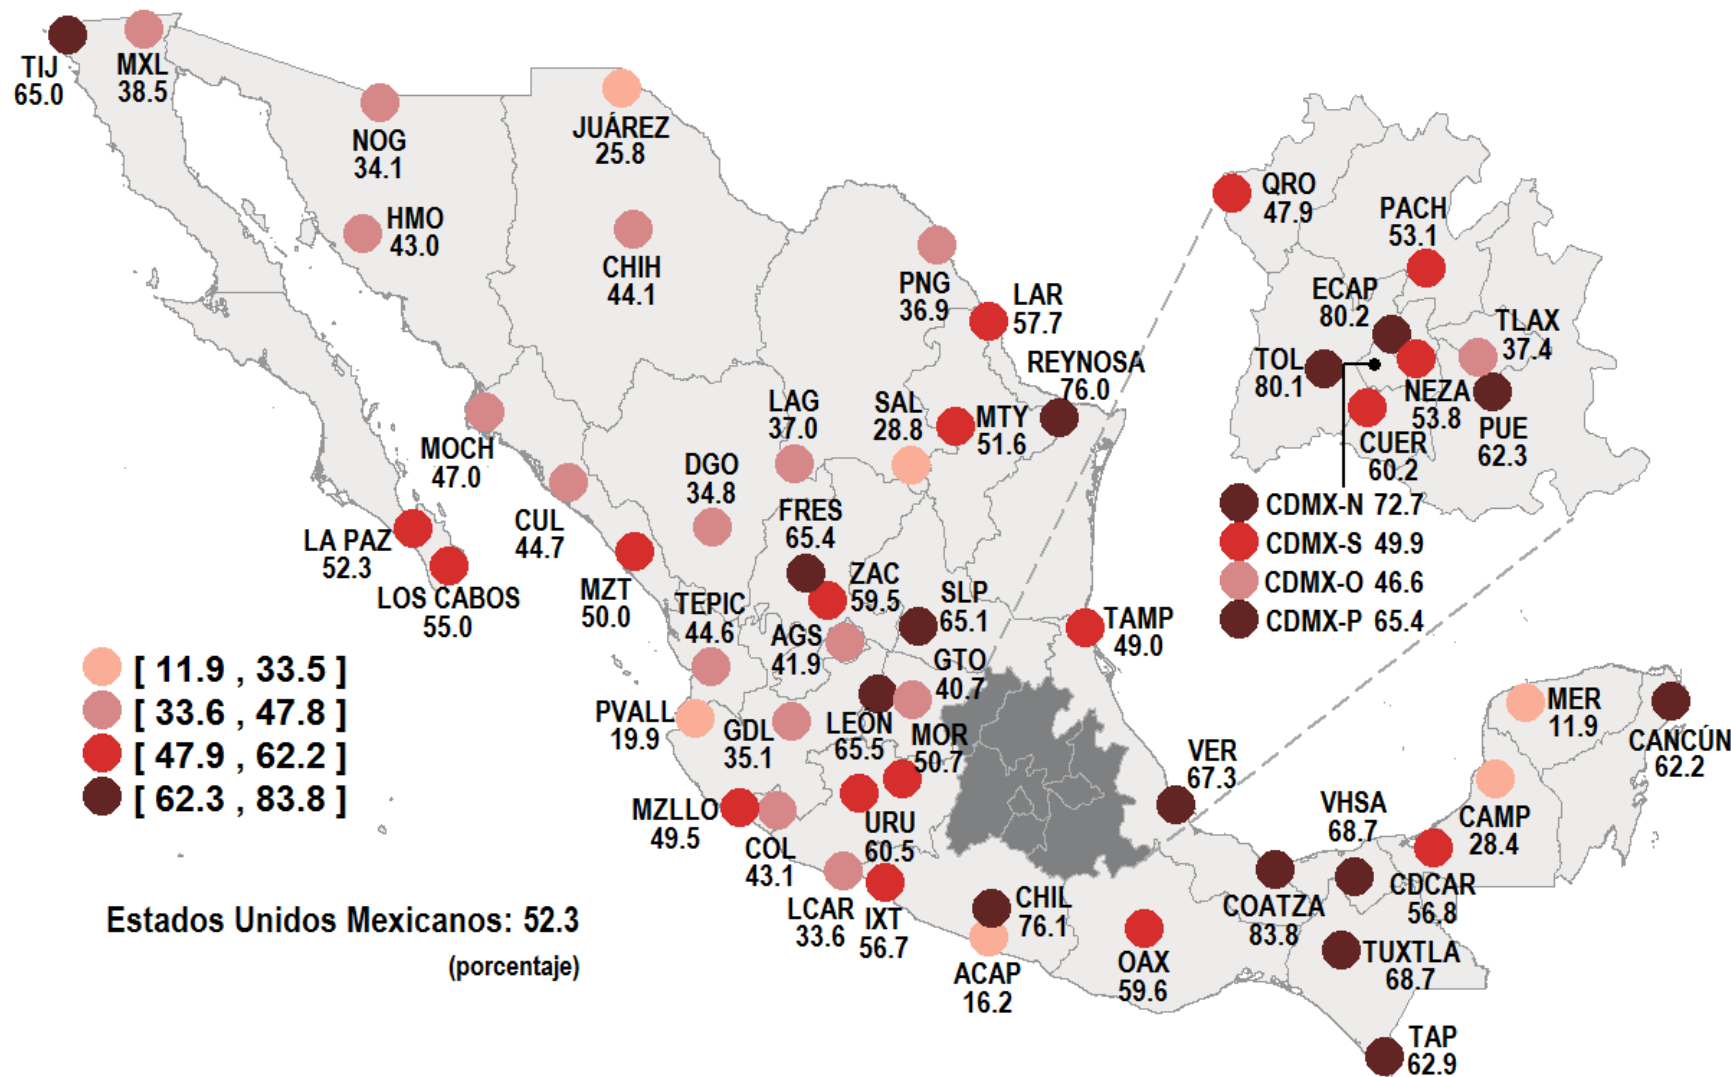 TIJ
65.0
MXL
38.5
NOG
34.1
HMO
43.0
JUÁREZ
25.8
CHIH
44.1
PNG
36.9
LAR
57.7
REYNOSA
76.0
MOCH
47.0
LAG
37.0
SAL
28.8
MTY
51.6
DGO
34.8
CUL
44.7
LA PAZ
52.3
LOS CABOS
55.0
MZT
50.0
FRES
65.4
ZAC
59.5
SLP
65.1
TAMP
49.0
TEPIC
44.6
AGS
41.9
GTO
40.7
PVALL
19.9
GDL
35.1
LEÓN
65.5
MOR
50.7
MZLLO
49.5
COL
43.1
URU
60.5
LCAR
33.6
IXT
56.7
CHIL
76.1
ACAP
16.2
OAX
59.6
VER
67.3
COATZA
83.8
VHSA
68.7
CDCAR
56.8
TUXTLA
68.7
TAP
62.9
CAMP
28.4
MER
11.9
CANCÚN
62.2
QRO
47.9
PACH
53.1
ECAP
80.2
TLAX
37.4
TOL
80.1
NEZA
53.8
CUER
60.2
PUE
62.3
CDMX-N 72.7
CDMX-S 49.9
CDMX-O 46.6
CDMX-P 65.4
[ 11.9 , 33.5 ]
[ 33.6 , 47.8 ]
[ 47.9 , 62.2 ]
[ 62.3 , 83.8 ]
Estados Unidos Mexicanos: 52.3
(porcentaje)